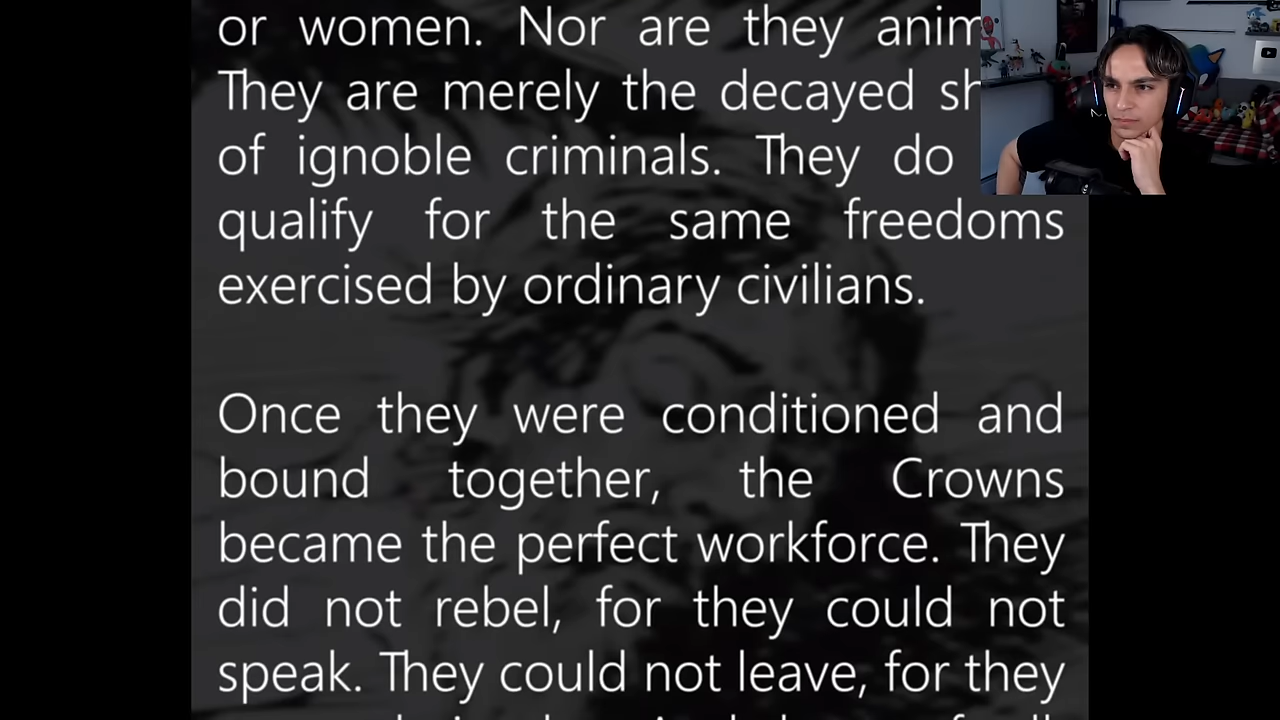 or women. Nor are they
They are merely the decayed
of ignoble criminals. They do
qualify for the same freedoms
exercised by ordinary civilians.
Once they were conditioned and
bound together, the Crowns
became the perfect workforce. They
did not rebel, for they could not
speak. They could not leave, for they